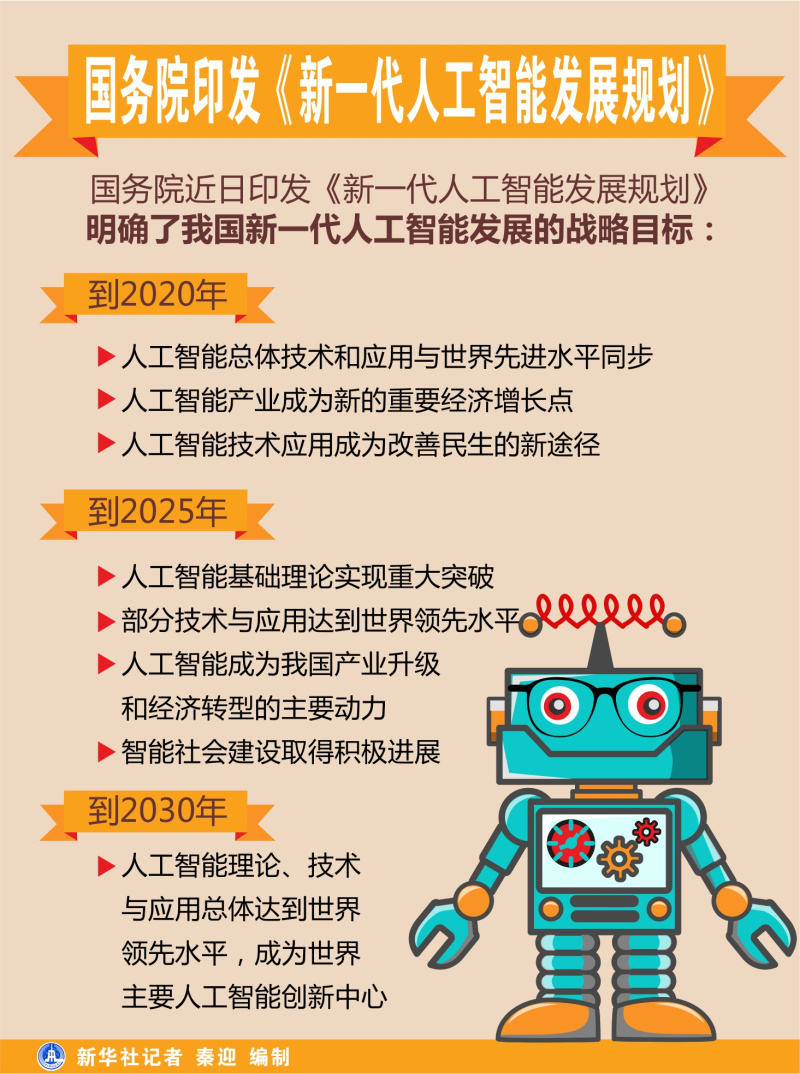 国务院印发《新一代人工智能发展规划》
国务院近日印发《新一代人工智能发展规划》
明确了我国新一代人工智能发展的战略目标：
到2020年
人工智能总体技术和应用与世界先进水平同步
人工智能产业成为新的重要经济增长点
人工智能技术应用成为改善民生的新途径
到2025年
人工智能基础理论实现重大突破
部分技术与应用达到世界领先水平
人工智能成为我国产业升级
和经济转型的主要动力
智能社会建设取得积极进展
到2030年
人工智能理论、技术
与应用总体达到世界
领先水平，成为世界
主要人工智能创新中心
新华社记者 秦迎 编制